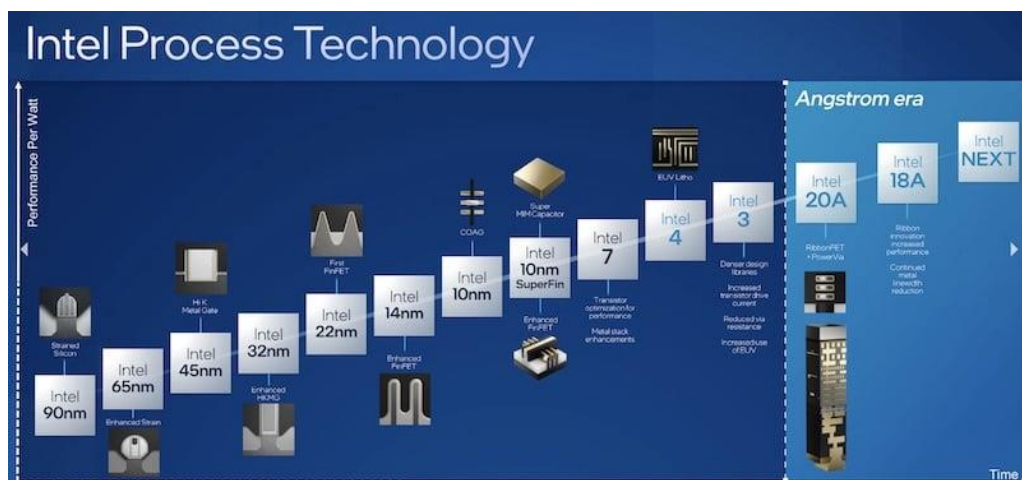 Intel Process Technology
Performance Per Watt
Strained
Silicon
Intel
90nm
Intel
65nm
Enhanced Strain
Hi K
Metal Gate
Intel
45nm
Intel
32nm
Enhanced
HKMG
First
FinFET
Intel
22nm
Intel
14nm
Enhanced
FinFET
COAG
Intel
10nm
Super
MIM Capacitor
Intel
10nm
SuperFin
Enhanced
FinFET
Intel
7
Transistor
optimization for
performance
Metal stack
enhancements
EUV Litho
Intel
4
Intel
3
Denser design
libraries
Increased
transistor drive
current
Reduced via
resistance
Increased use
of EUV
Angstrom era
Intel
20A
RibbonFET
+ PowerVia
Intel
18A
Ribbon
innovation
increased
performance
Continued
metal
linewidth
reduction
Intel
NEXT
Time